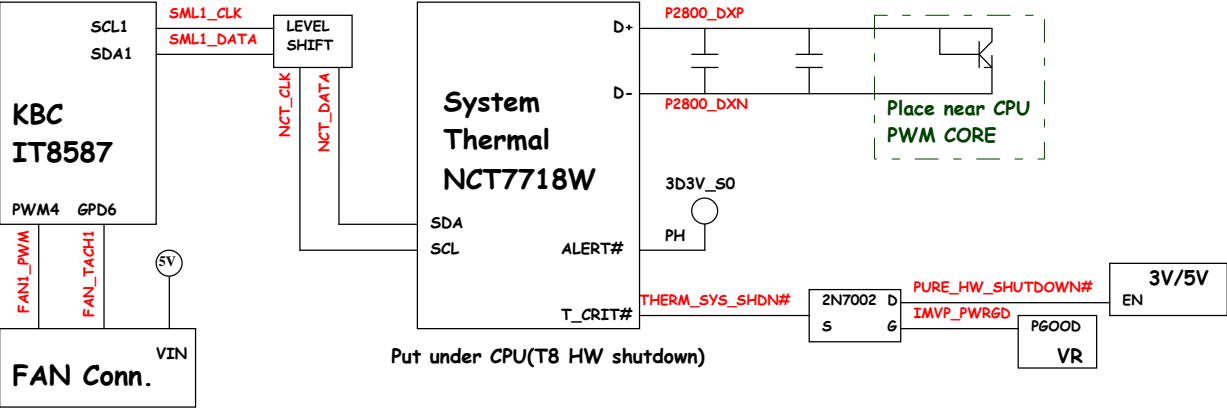 SML1_CLK
SCL1
SML1_DATA
SDA1
LEVEL
SHIFT
KBC
IT8587
NCT_CLK
NCT_DATA
PWM4 GPD6
FAN1_PWM
FAN_TACH1
5V
VIN
FAN Conn.
System
Thermal
NCT7718W
D+
D-
SDA
SCL
ALERT#
T_CRIT#
P2800_DXP
P2800_DXN
Place near CPU
PWM CORE
3D3V_S0
PH
THERM_SYS_SHDN#
2N7002 D
S G
PURE_HW_SHUTDOWN#
IMVP_PWRGD
3V/5V
EN
PGOOD
VR
Put under CPU(T8 HW shutdown)